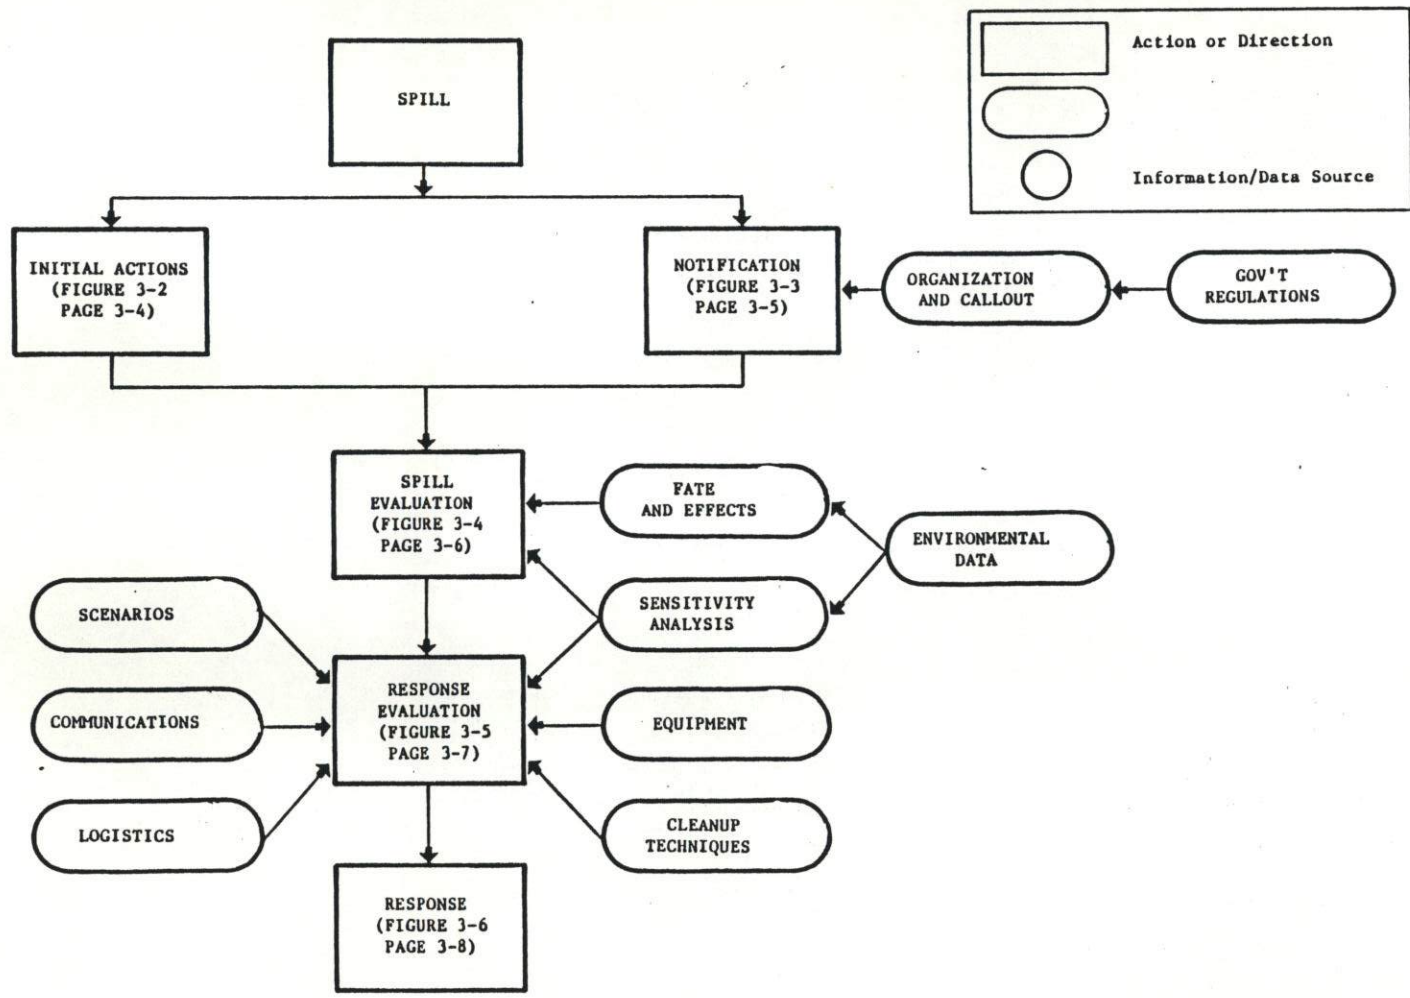 SPILL
Action or Direction
Information/Data Source
INITIAL ACTIONS
(FIGURE 3-2
PAGE 3-4)
NOTIFICATION
(FIGURE 3-3
PAGE 3-5)
ORGANIZATION
AND CALLOUT
GOV'T
REGULATIONS
SPILL
EVALUATION
(FIGURE 3-4
PAGE 3-6)
FATE
AND EFFECTS
ENVIRONMENTAL
DATA
SCENARIOS
SENSITIVITY
ANALYSIS
COMMUNICATIONS
RESPONSE
EVALUATION
(FIGURE 3-5
PAGE 3-7)
EQUIPMENT
LOGISTICS
CLEANUP
TECHNIQUES
RESPONSE
(FIGURE 3-6
PAGE 3-8)